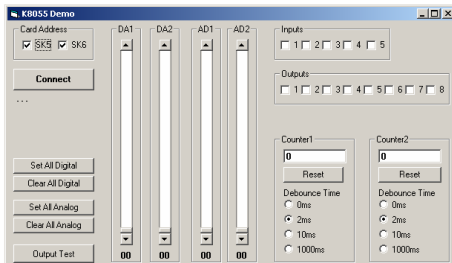 K8055 Demo
Card Address
SK5 SK6
Connect
...
Set All Digital
Clear All Digital
Set All Analog
Clear All Analog
Output Test
DA1 DA2 AD1 AD2
00 00 00 00
Inputs
1 2 3 4 5
Outputs
1 2 3 4 5 6 7 8
Counter1
0
Reset
Debounce Time
0ms
2ms
10ms
1000ms
Counter2
0
Reset
Debounce Time
0ms
2ms
10ms
1000ms